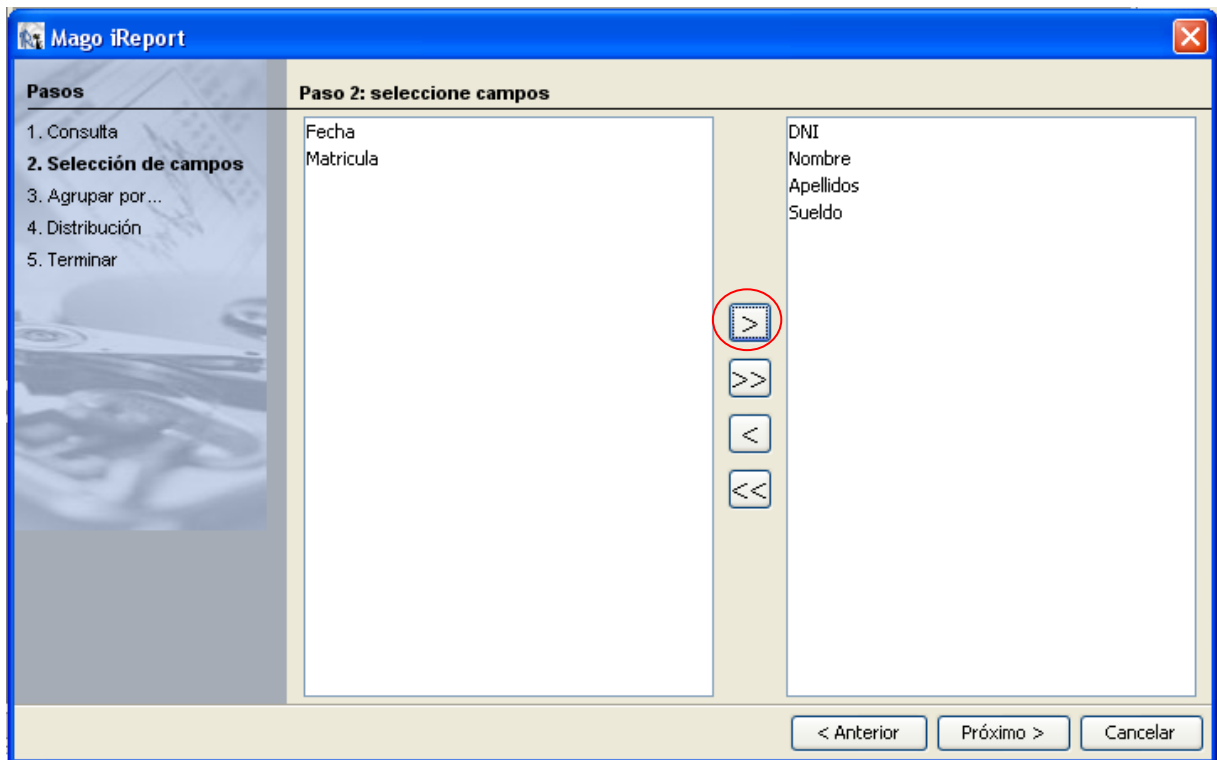 Mago iReport
Pasos
1. Consulta
2. Selección de campos
3. Agrupar por...
4. Distribución
5. Terminar
Paso 2: seleccione campos
Fecha
Matricula
>
>>
<
<<
DNI
Nombre
Apellidos
Sueldo
< Anterior
Próximo >
Cancelar